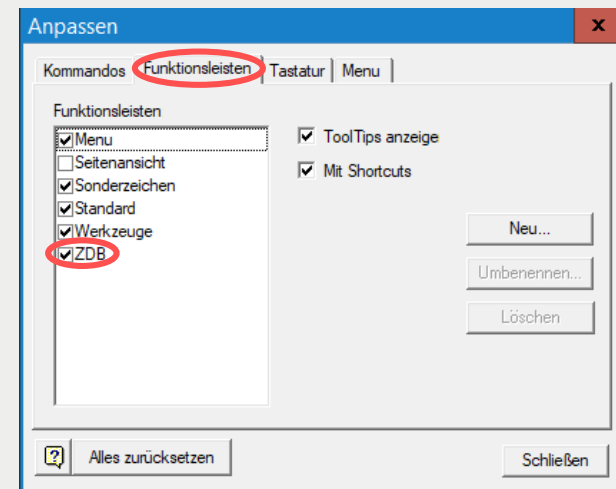 Anpassen
x
Kommandos Funktionsleisten Tastatur Menu
Funktionsleisten
Menu
Seitenansicht
Sonderzeichen
Standard
Werkzeuge
ZDB
ToolTips anzeige
Mit Shortcuts
Neu...
Umbenennen...
Löschen
? Alles zurücksetzen
Schließen